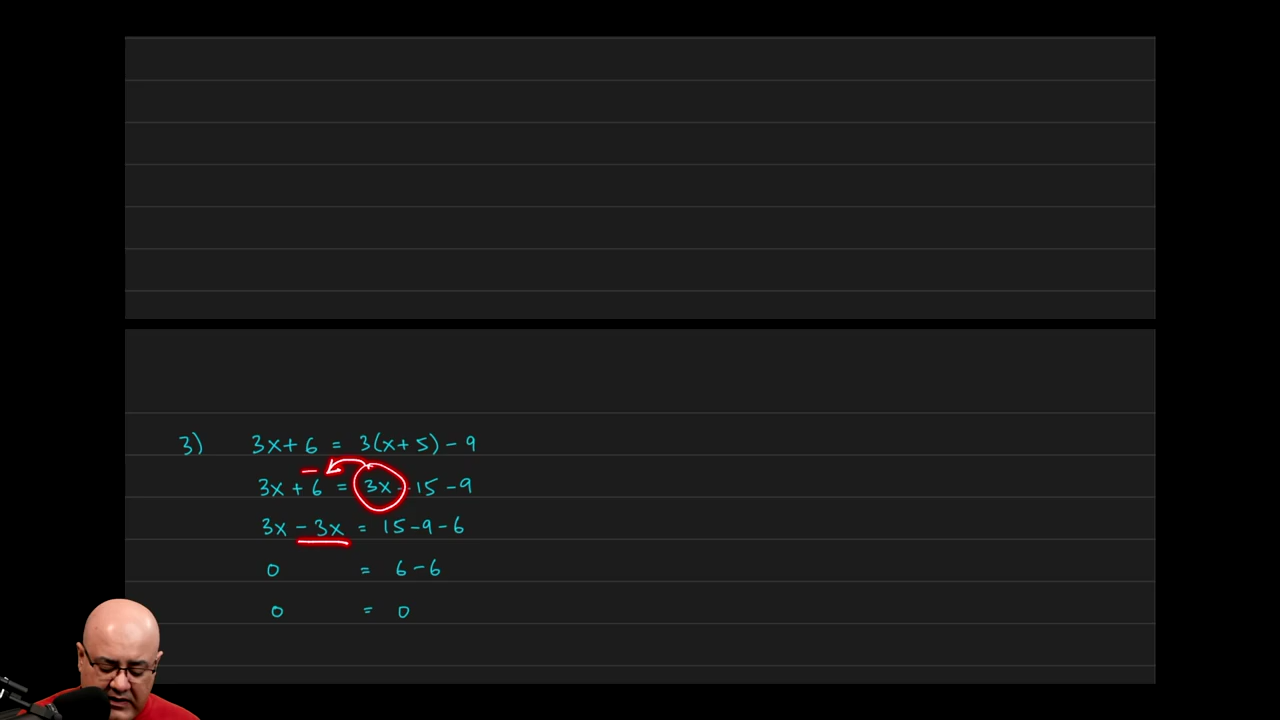 3) 3x + 6 = 3(x + 5) - 9
3x + 6 = 3x + 15 - 9
3x - 3x = 15 - 9 - 6
0 = 6 - 6
0 = 0